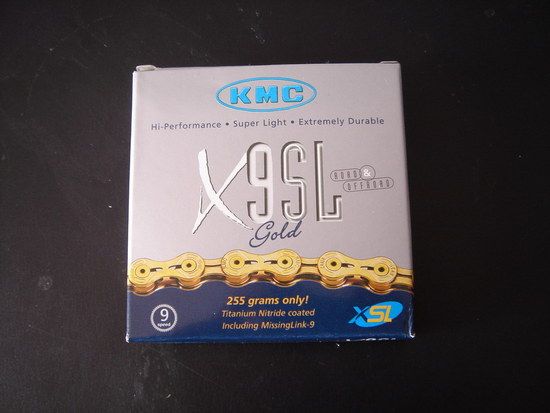 KMC
Hi-Performance • Super Light • Extremely Durable
X9SL
ROAD & OFFROAD
Gold
255 grams only!
Titanium Nitride coated
Including MissingLink-9
9
speed
XSL